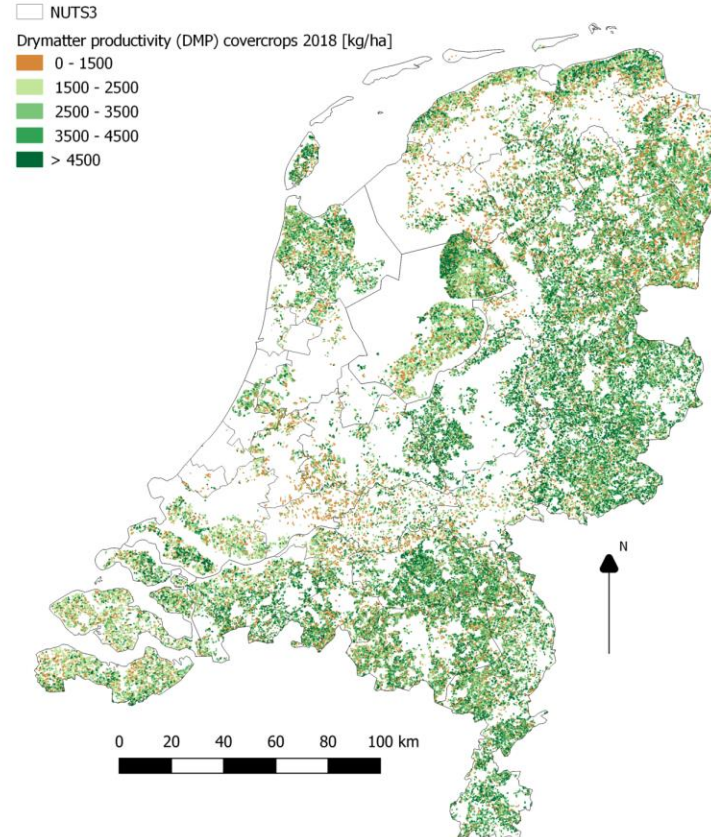 NUTS3
Drymatter productivity (DMP) covercrops 2018 [kg/ha]
0 - 1500
1500 - 2500
2500 - 3500
3500 - 4500
> 4500
N
0 20 40 60 80 100 km